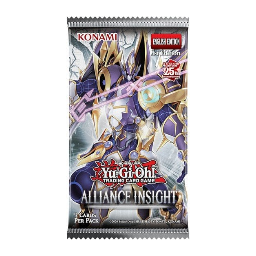 KONAMI
ENGLISH EDITION
1st Edition
25th
Yu-Gi-Oh!
TRADING CARD GAME
ALLIANCE INSIGHT
CARDS
PER PACK